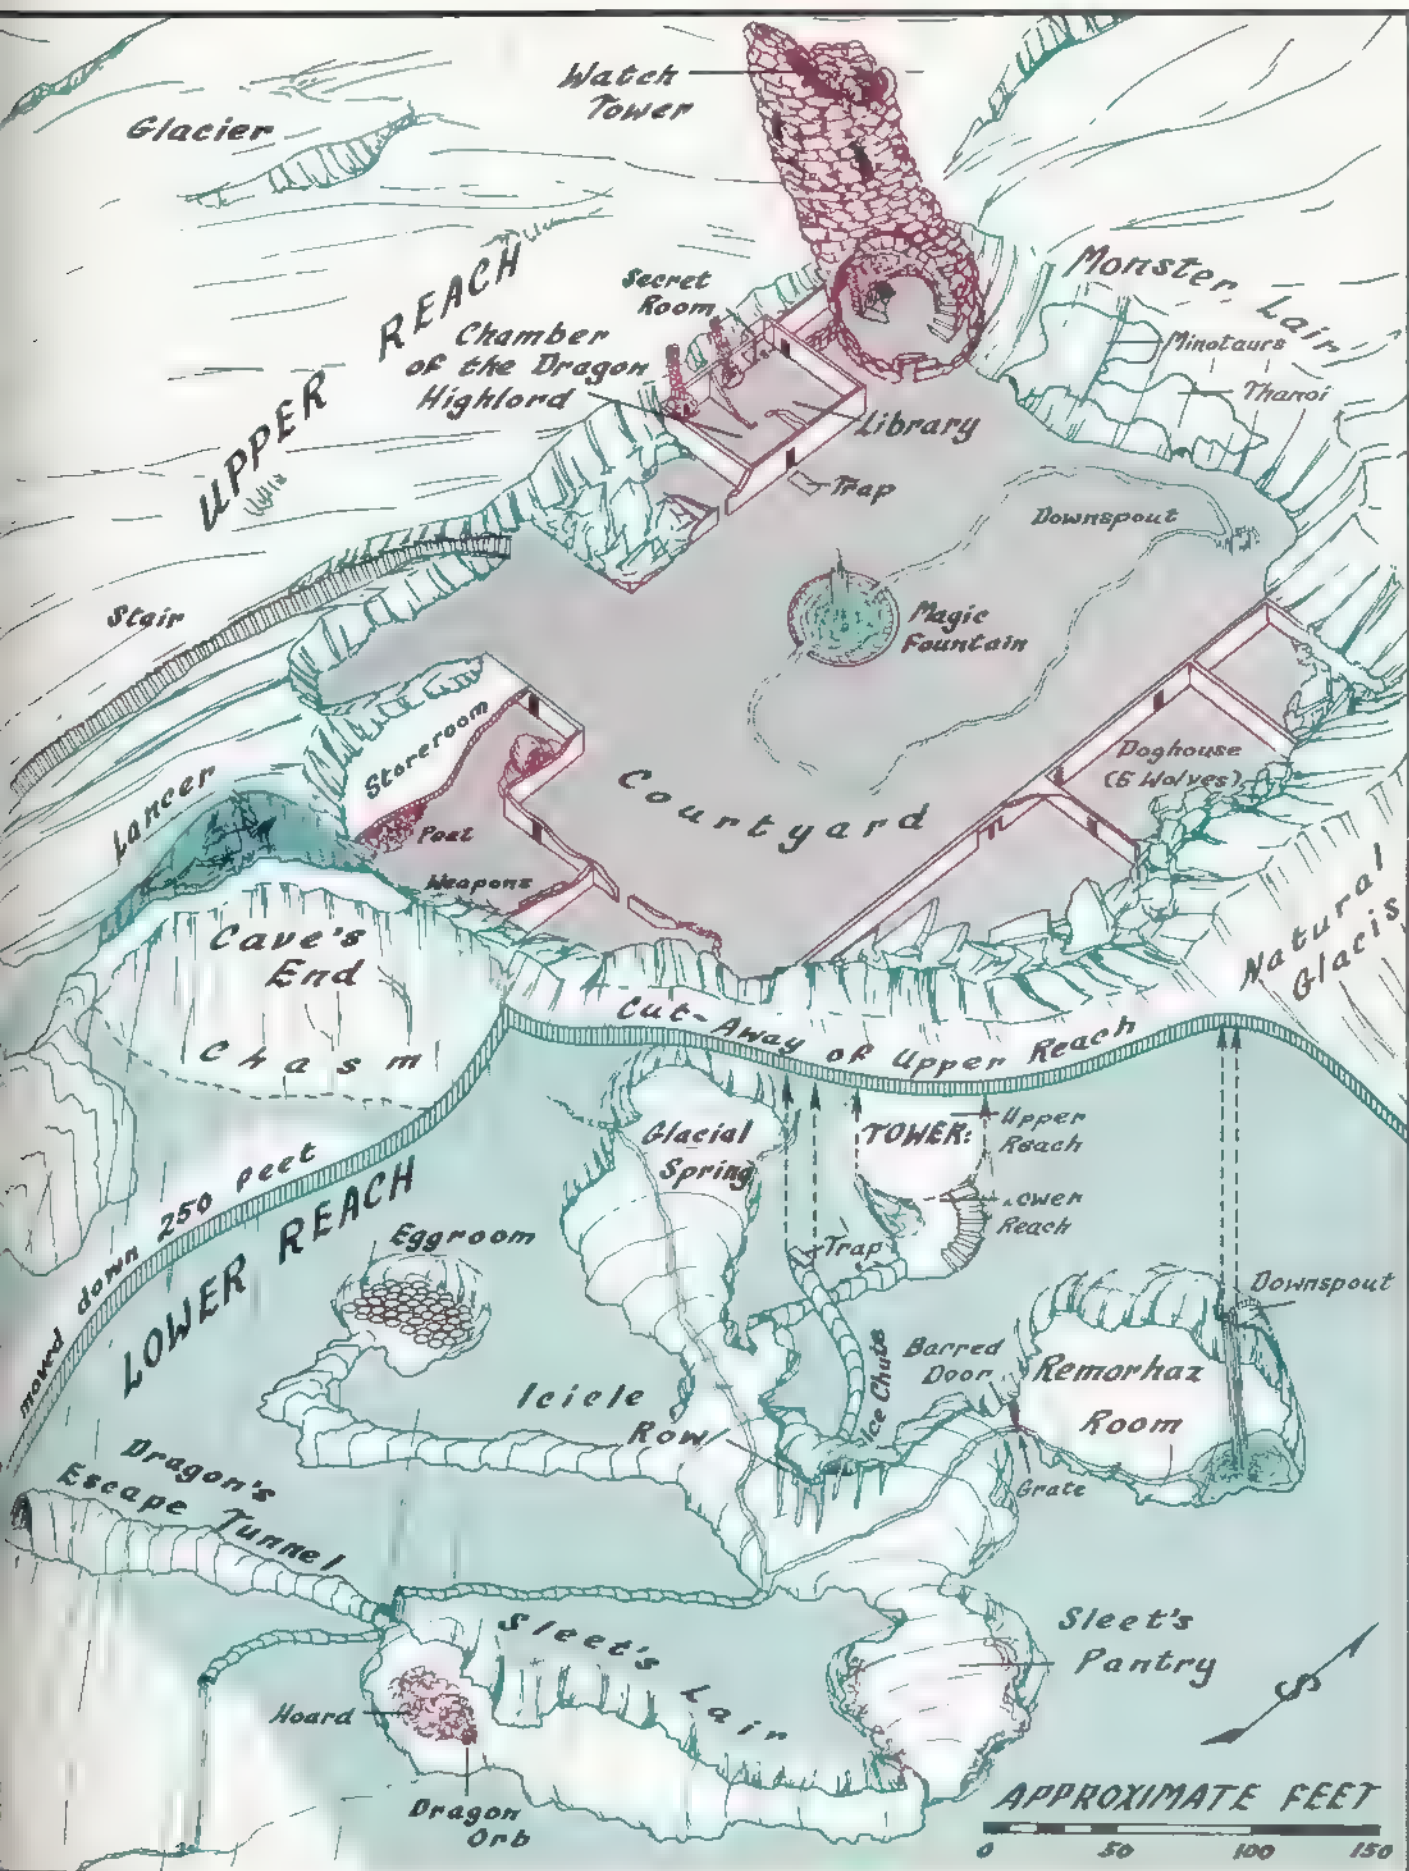 Watch
Tower
Glacier
UPPER REACH
Secret
Room
Chamber
of the Dragon
Highlord
Monster Lair
Minotaurs
Thanoi
Library
Trap
Downspout
Stair
Magic
Fountain
Storeroom
Lancer
Peat
Weapons
Courtyard
Doghouse
(6 Wolves)
Cave's
End
Chasm
Natural
Glacis
Cut-Away of Upper Reach
moved down 250 feet
LOWER REACH
Glacial
Spring
TOWER:
Upper
Reach
Lower
Reach
Trap
Eggroom
Downspout
Ice Chute
Barred
Door
Remorhaz
Room
Icicle
Row
Grate
Dragon's
Escape Tunnel
Sleet's
Lair
Sleet's
Pantry
Hoard
Dragon
Orb
S
APPROXIMATE FEET
0 50 100 150